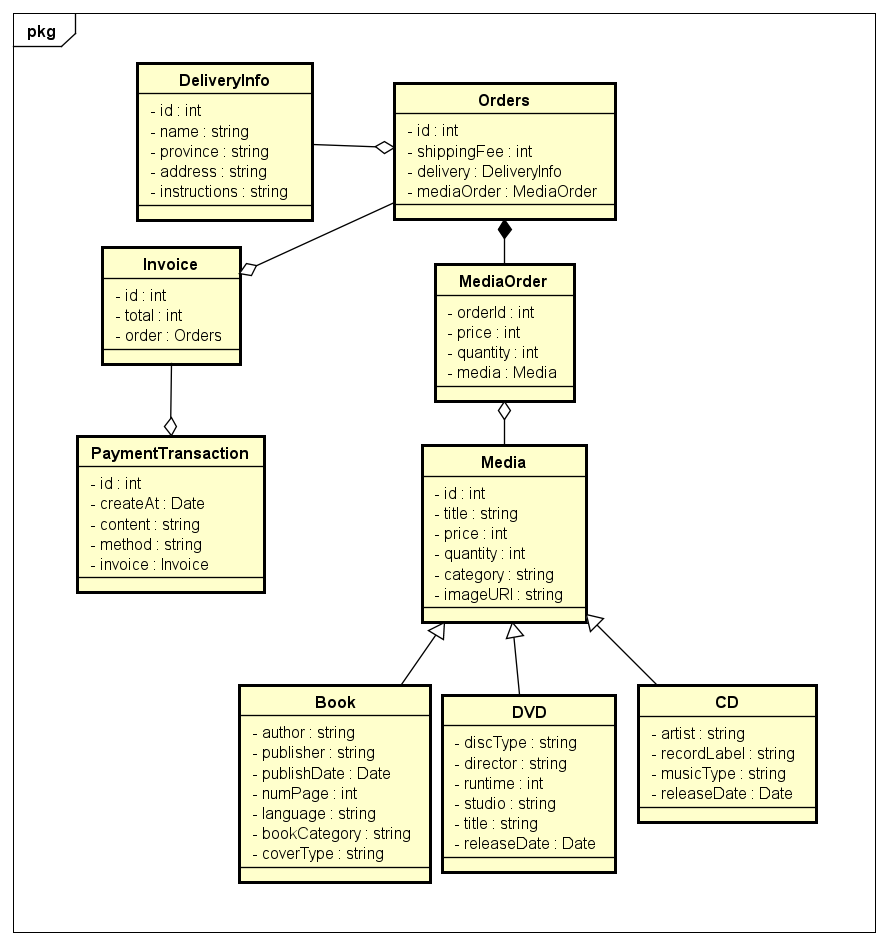 pkg
DeliveryInfo
- id : int
- name : string
- province : string
- address : string
- instructions : string
Orders
- id : int
- shippingFee : int
- delivery : DeliveryInfo
- mediaOrder : MediaOrder
Invoice
- id : int
- total : int
- order : Orders
MediaOrder
- orderId : int
- price : int
- quantity : int
- media : Media
PaymentTransaction
- id : int
- createAt : Date
- content : string
- method : string
- invoice : Invoice
Media
- id : int
- title : string
- price : int
- quantity : int
- category : string
- imageURI : string
Book
- author : string
- publisher : string
- publishDate : Date
- numPage : int
- language : string
- bookCategory : string
- coverType : string
DVD
- discType : string
- director : string
- runtime : int
- studio : string
- title : string
- releaseDate : Date
CD
- artist : string
- recordLabel : string
- musicType : string
- releaseDate : Date